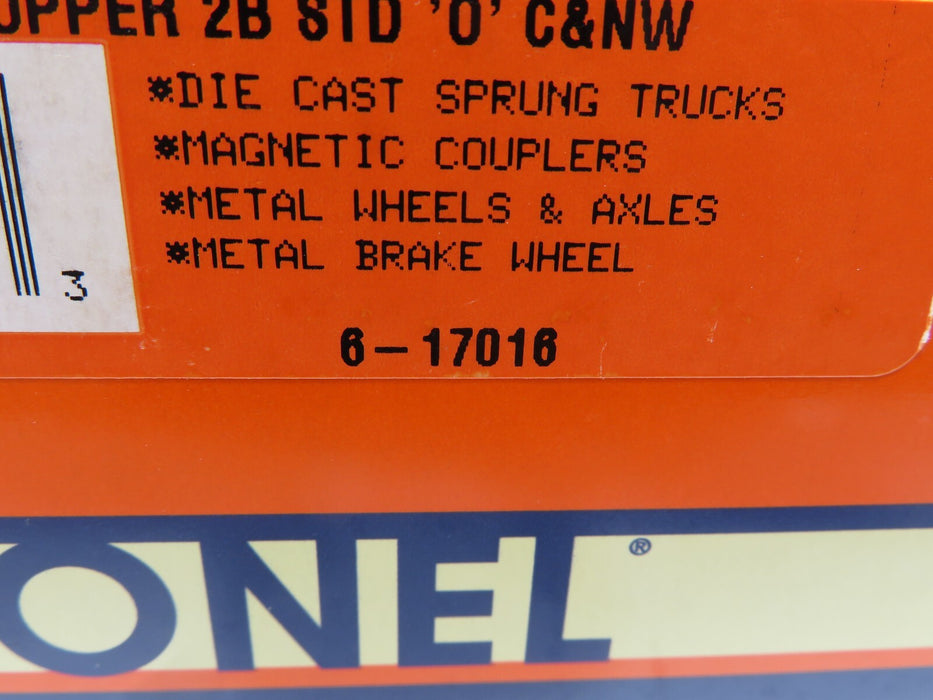 OPPER 2B STD 'O' C&NW
*DIE CAST SPRUNG TRUCKS
*MAGNETIC COUPLERS
*METAL WHEELS & AXLES
*METAL BRAKE WHEEL
3
6-17016
ONEL®